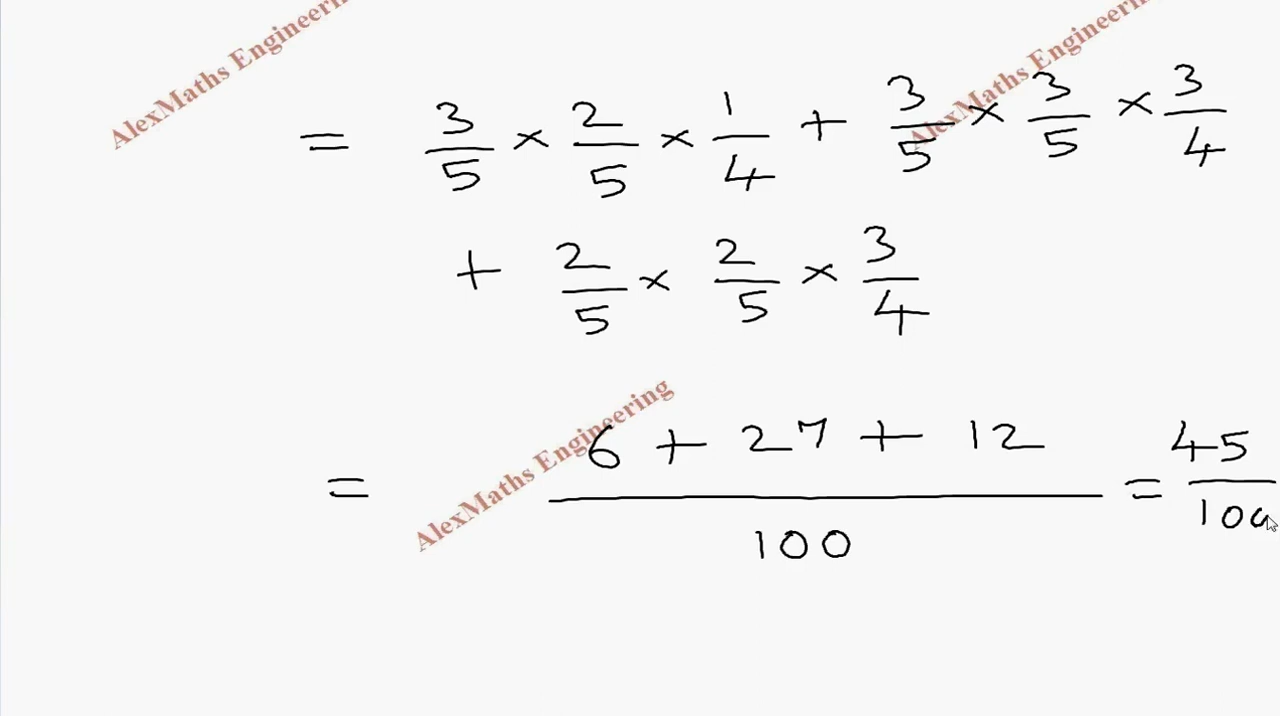 AlexMaths Engineering
AlexMaths Engineering
= 3/5 × 2/5 × 1/4 + 3/5 × 3/5 × 3/4
+ 2/5 × 2/5 × 3/4
AlexMaths Engineering
= (6 + 27 + 12)/100 = 45/100